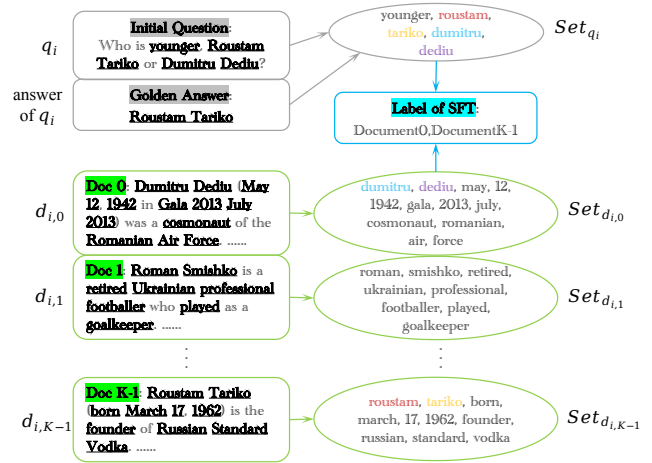 q_i
Initial Question:
Who is younger, Roustam
Tariko or Dumitru Dediu?
younger, roustam,
tariko, dumitru,
dediu
Set_{q_i}
answer
of q_i
Golden Answer:
Roustam Tariko
Label of SFT:
Document0,DocumentK-1
d_{i,0}
Doc 0: Dumitru Dediu (May
12, 1942 in Gala 2013 July
2013) was a cosmonaut of the
Romanian Air Force. ......
dumitru, dediu, may, 12,
1942, gala, 2013, july,
cosmonaut, romanian,
air, force
Set_{d_{i,0}}
d_{i,1}
Doc 1: Roman Smishko is a
retired Ukrainian professional
footballer who played as a
goalkeeper. ......
roman, smishko, retired,
ukrainian, professional,
footballer, played,
goalkeeper
Set_{d_{i,1}}
d_{i,K-1}
Doc K-1: Roustam Tariko
(born March 17, 1962) is the
founder of Russian Standard
Vodka. ......
roustam, tariko, born,
march, 17, 1962, founder,
russian, standard, vodka
Set_{d_{i,K-1}}